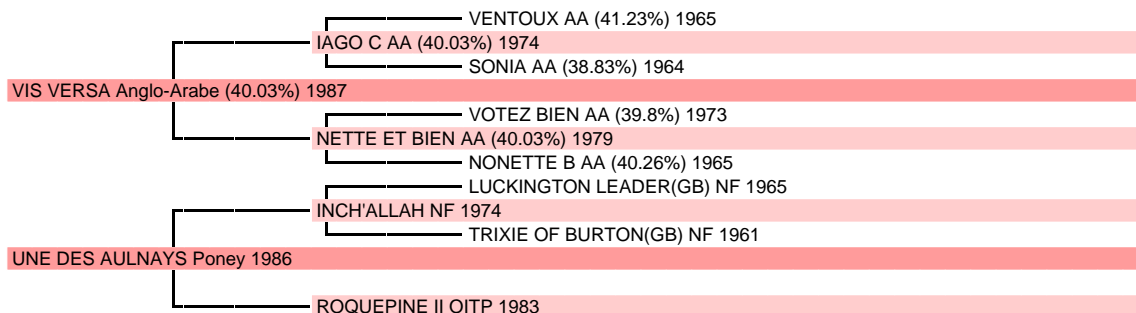 VENTOUX AA (41.23%) 1965
IAGO C AA (40.03%) 1974
SONIA AA (38.83%) 1964
VIS VERSA Anglo-Arabe (40.03%) 1987
VOTEZ BIEN AA (39.8%) 1973
NETTE ET BIEN AA (40.03%) 1979
NONETTE B AA (40.26%) 1965
LUCKINGTON LEADER(GB) NF 1965
INCH'ALLAH NF 1974
TRIXIE OF BURTON(GB) NF 1961
UNE DES AULNAYS Poney 1986
ROQUEPINE II OITP 1983